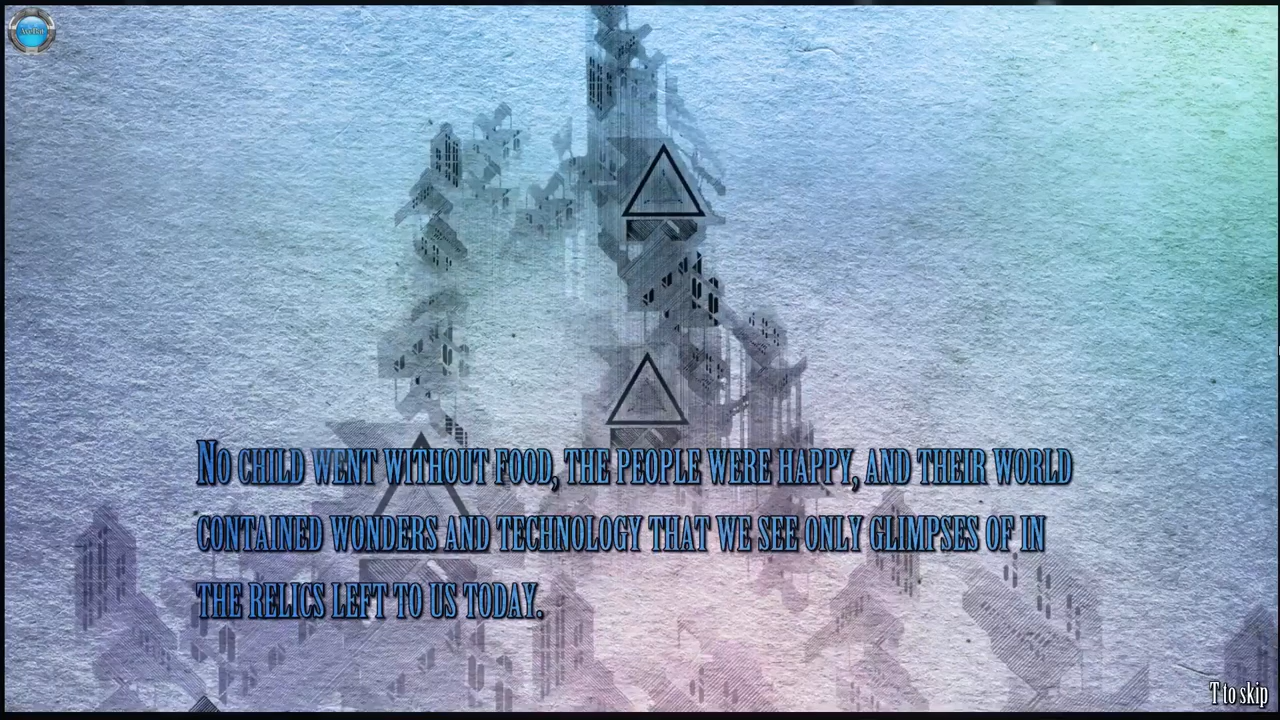 Menu
No child went without food, the people were happy, and their world
contained wonders and technology that we see only glimpses of in
the relics left to us today.
T to skip